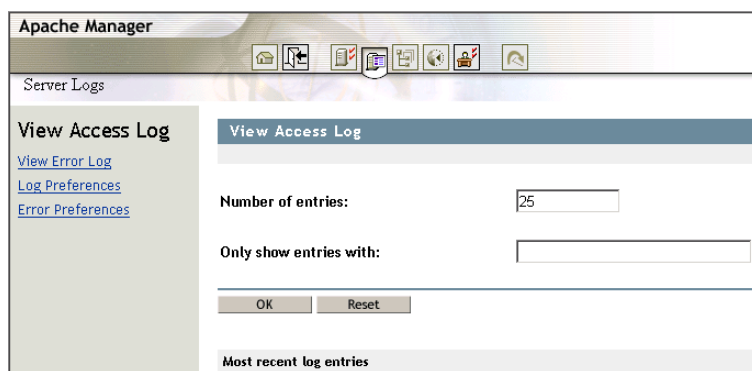 Apache Manager
Server Logs
View Access Log
View Error Log
Log Preferences
Error Preferences
View Access Log
Number of entries: 25
Only show entries with:
OK Reset
Most recent log entries